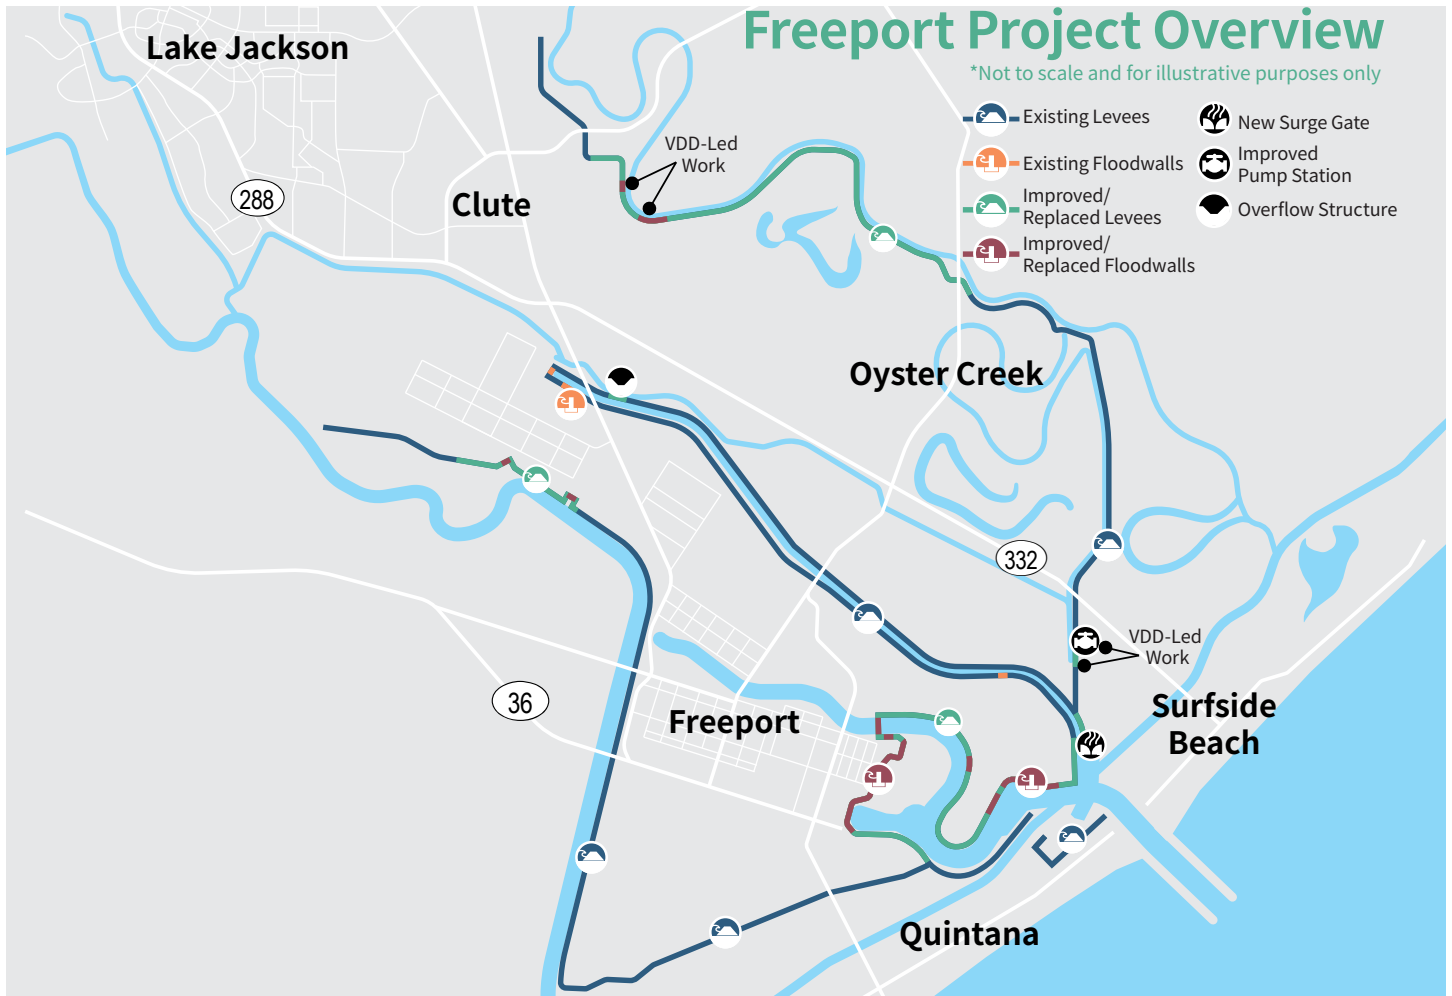 Freeport Project Overview
*Not to scale and for illustrative purposes only
Existing Levees
Existing Floodwalls
Improved/
Replaced Levees
Improved/
Replaced Floodwalls
New Surge Gate
Improved
Pump Station
Overflow Structure
Lake Jackson
VDD-Led
Work
288
Clute
Oyster Creek
332
VDD-Led
Work
36
Freeport
Surfside
Beach
Quintana